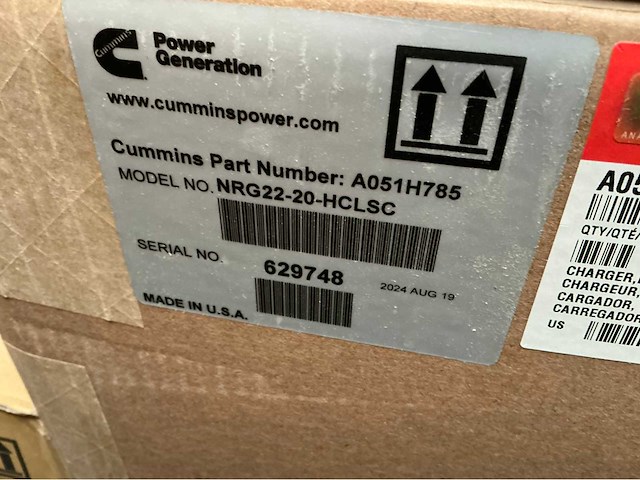 Cummins
Power
Generation
www.cumminspower.com
Cummins Part Number: A051H785
MODEL NO. NRG22-20-HCLSC
SERIAL NO.
629748
2024 AUG 19
MADE IN U.S.A.
A05
QTY/QTÉ/
CHARGER,
CHARGEUR,
CARGADOR,
CARREGADOR
US